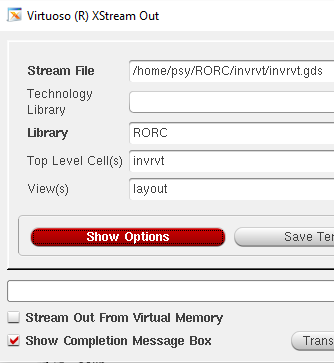 Virtuoso (R) XStream Out
Stream File /home/psy/RORC/invrvt/invrvt.gds
Technology
Library
Library RORC
Top Level Cell(s) invrvt
View(s) layout
Show Options Save Ter
Stream Out From Virtual Memory
Show Completion Message Box Trans